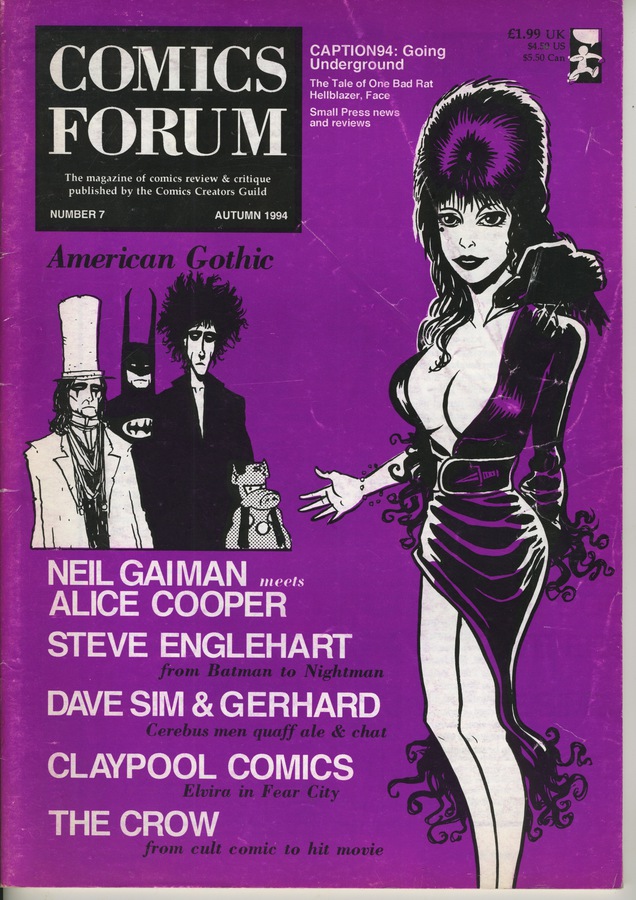 COMICS
FORUM
The magazine of comics review & critique
published by the Comics Creators Guild
NUMBER 7 AUTUMN 1994
CAPTION94: Going
Underground
The Tale of One Bad Rat
Hellblazer, Face
Small Press news
and reviews
£1.99 UK
$4.50 US
$5.50 Can
American Gothic
NEIL GAIMAN meets
ALICE COOPER
STEVE ENGLEHART
from Batman to Nightman
DAVE SIM & GERHARD
Cerebus men quaff ale & chat
CLAYPOOL COMICS
Elvira in Fear City
THE CROW
from cult comic to hit movie